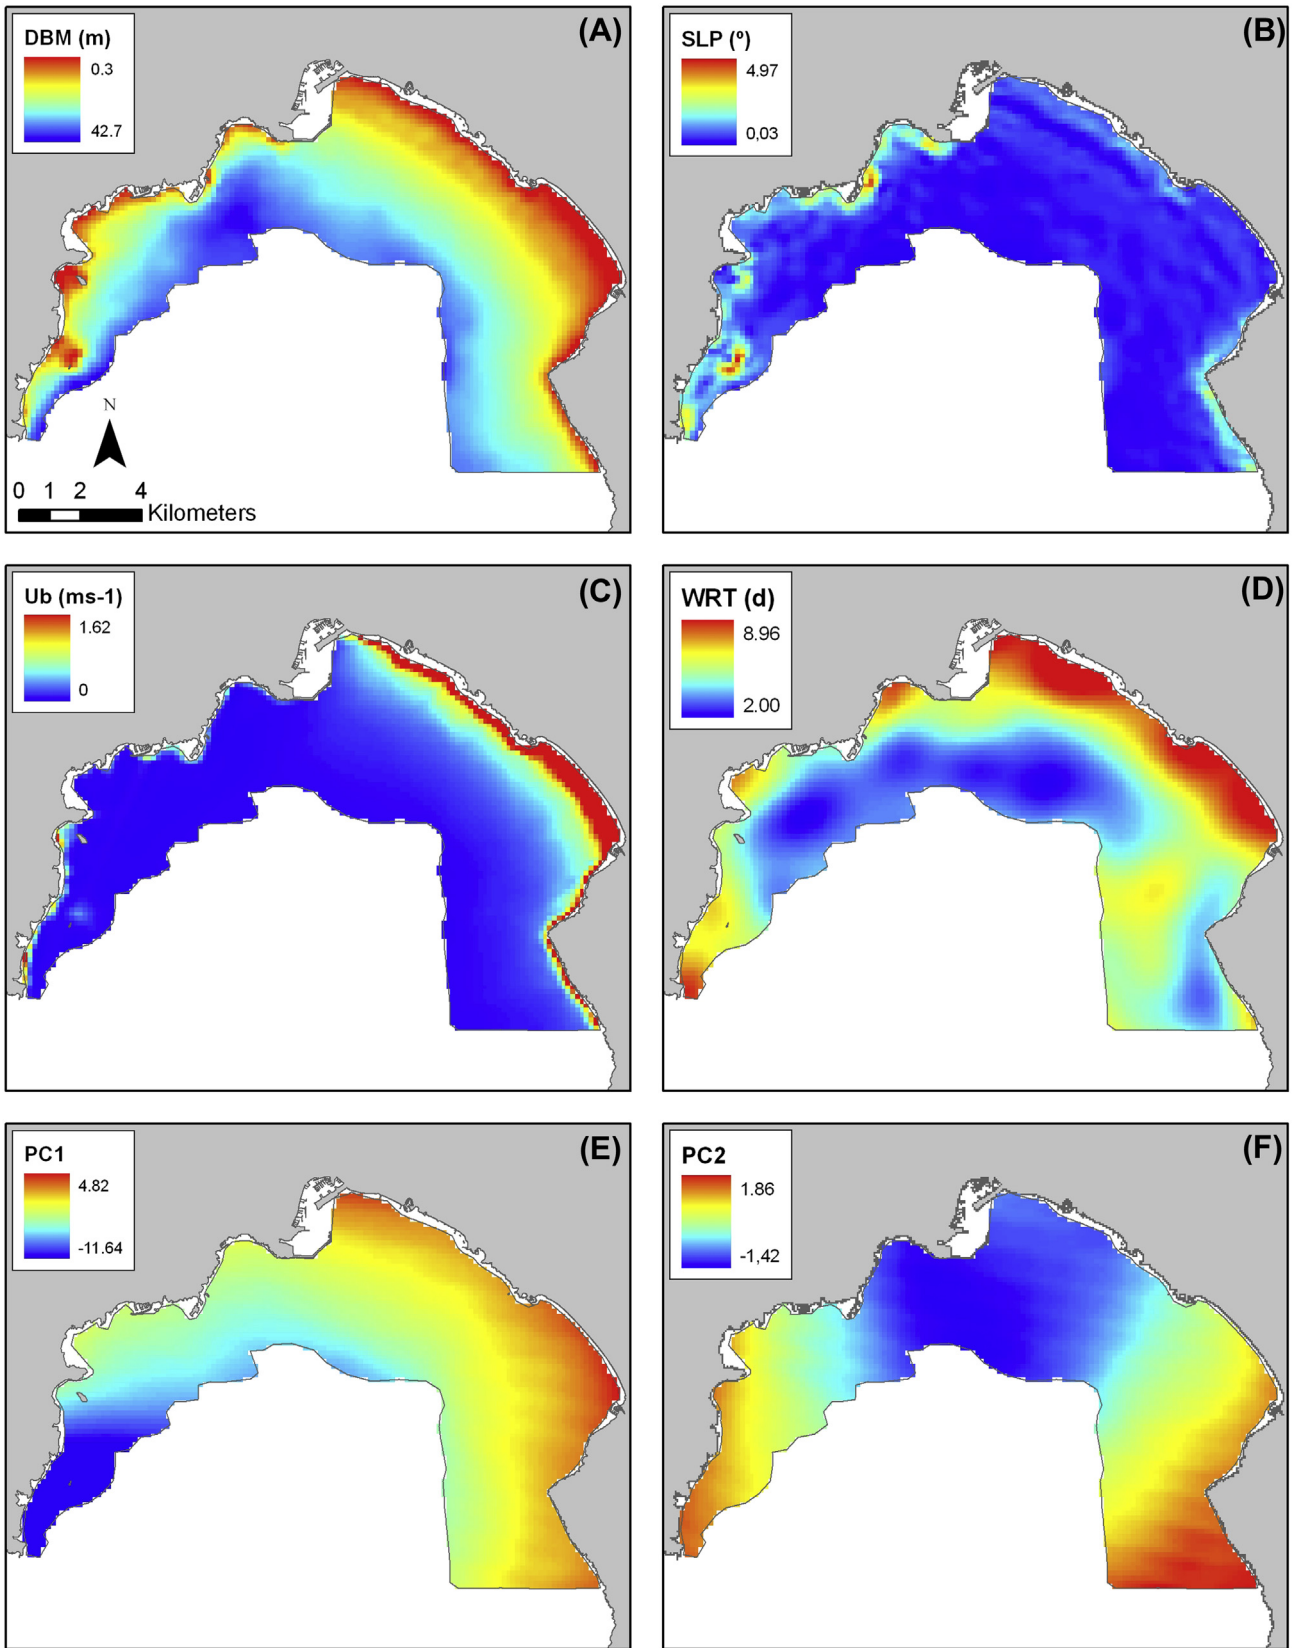 DBM (m)
0.3
42.7
(A)
N
0 1 2 4
Kilometers
SLP (º)
4.97
0,03
(B)
Ub (ms-1)
1.62
0
(C)
WRT (d)
8.96
2.00
(D)
PC1
4.82
-11.64
(E)
PC2
1.86
-1,42
(F)